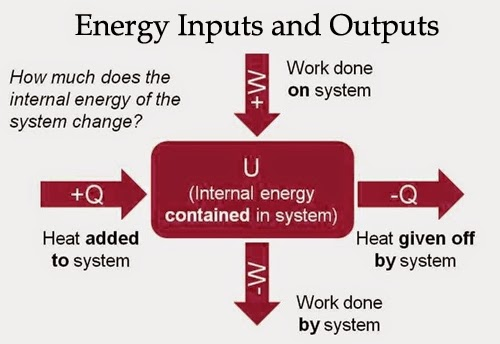 Energy Inputs and Outputs
How much does the
internal energy of the
system change?
+W
Work done
on system
U
(Internal energy
contained in system)
+Q
Heat added
to system
-Q
Heat given off
by system
-W
Work done
by system